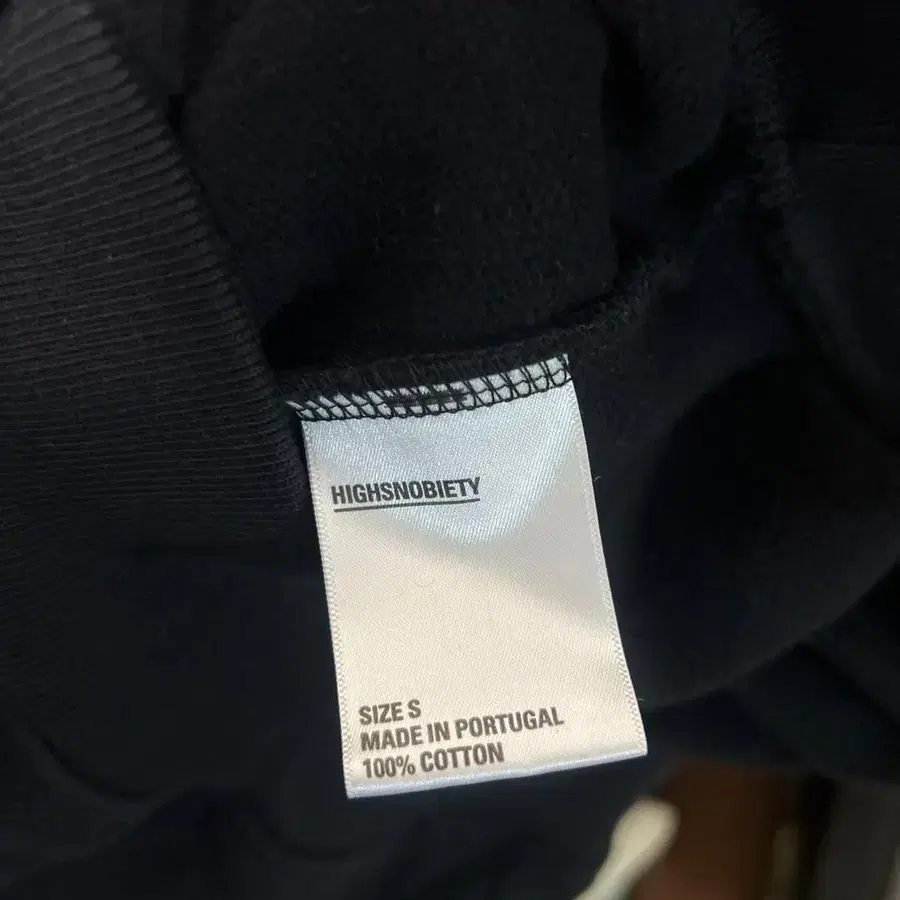 HIGHSNOBIETY
SIZE S
MADE IN PORTUGAL
100% COTTON